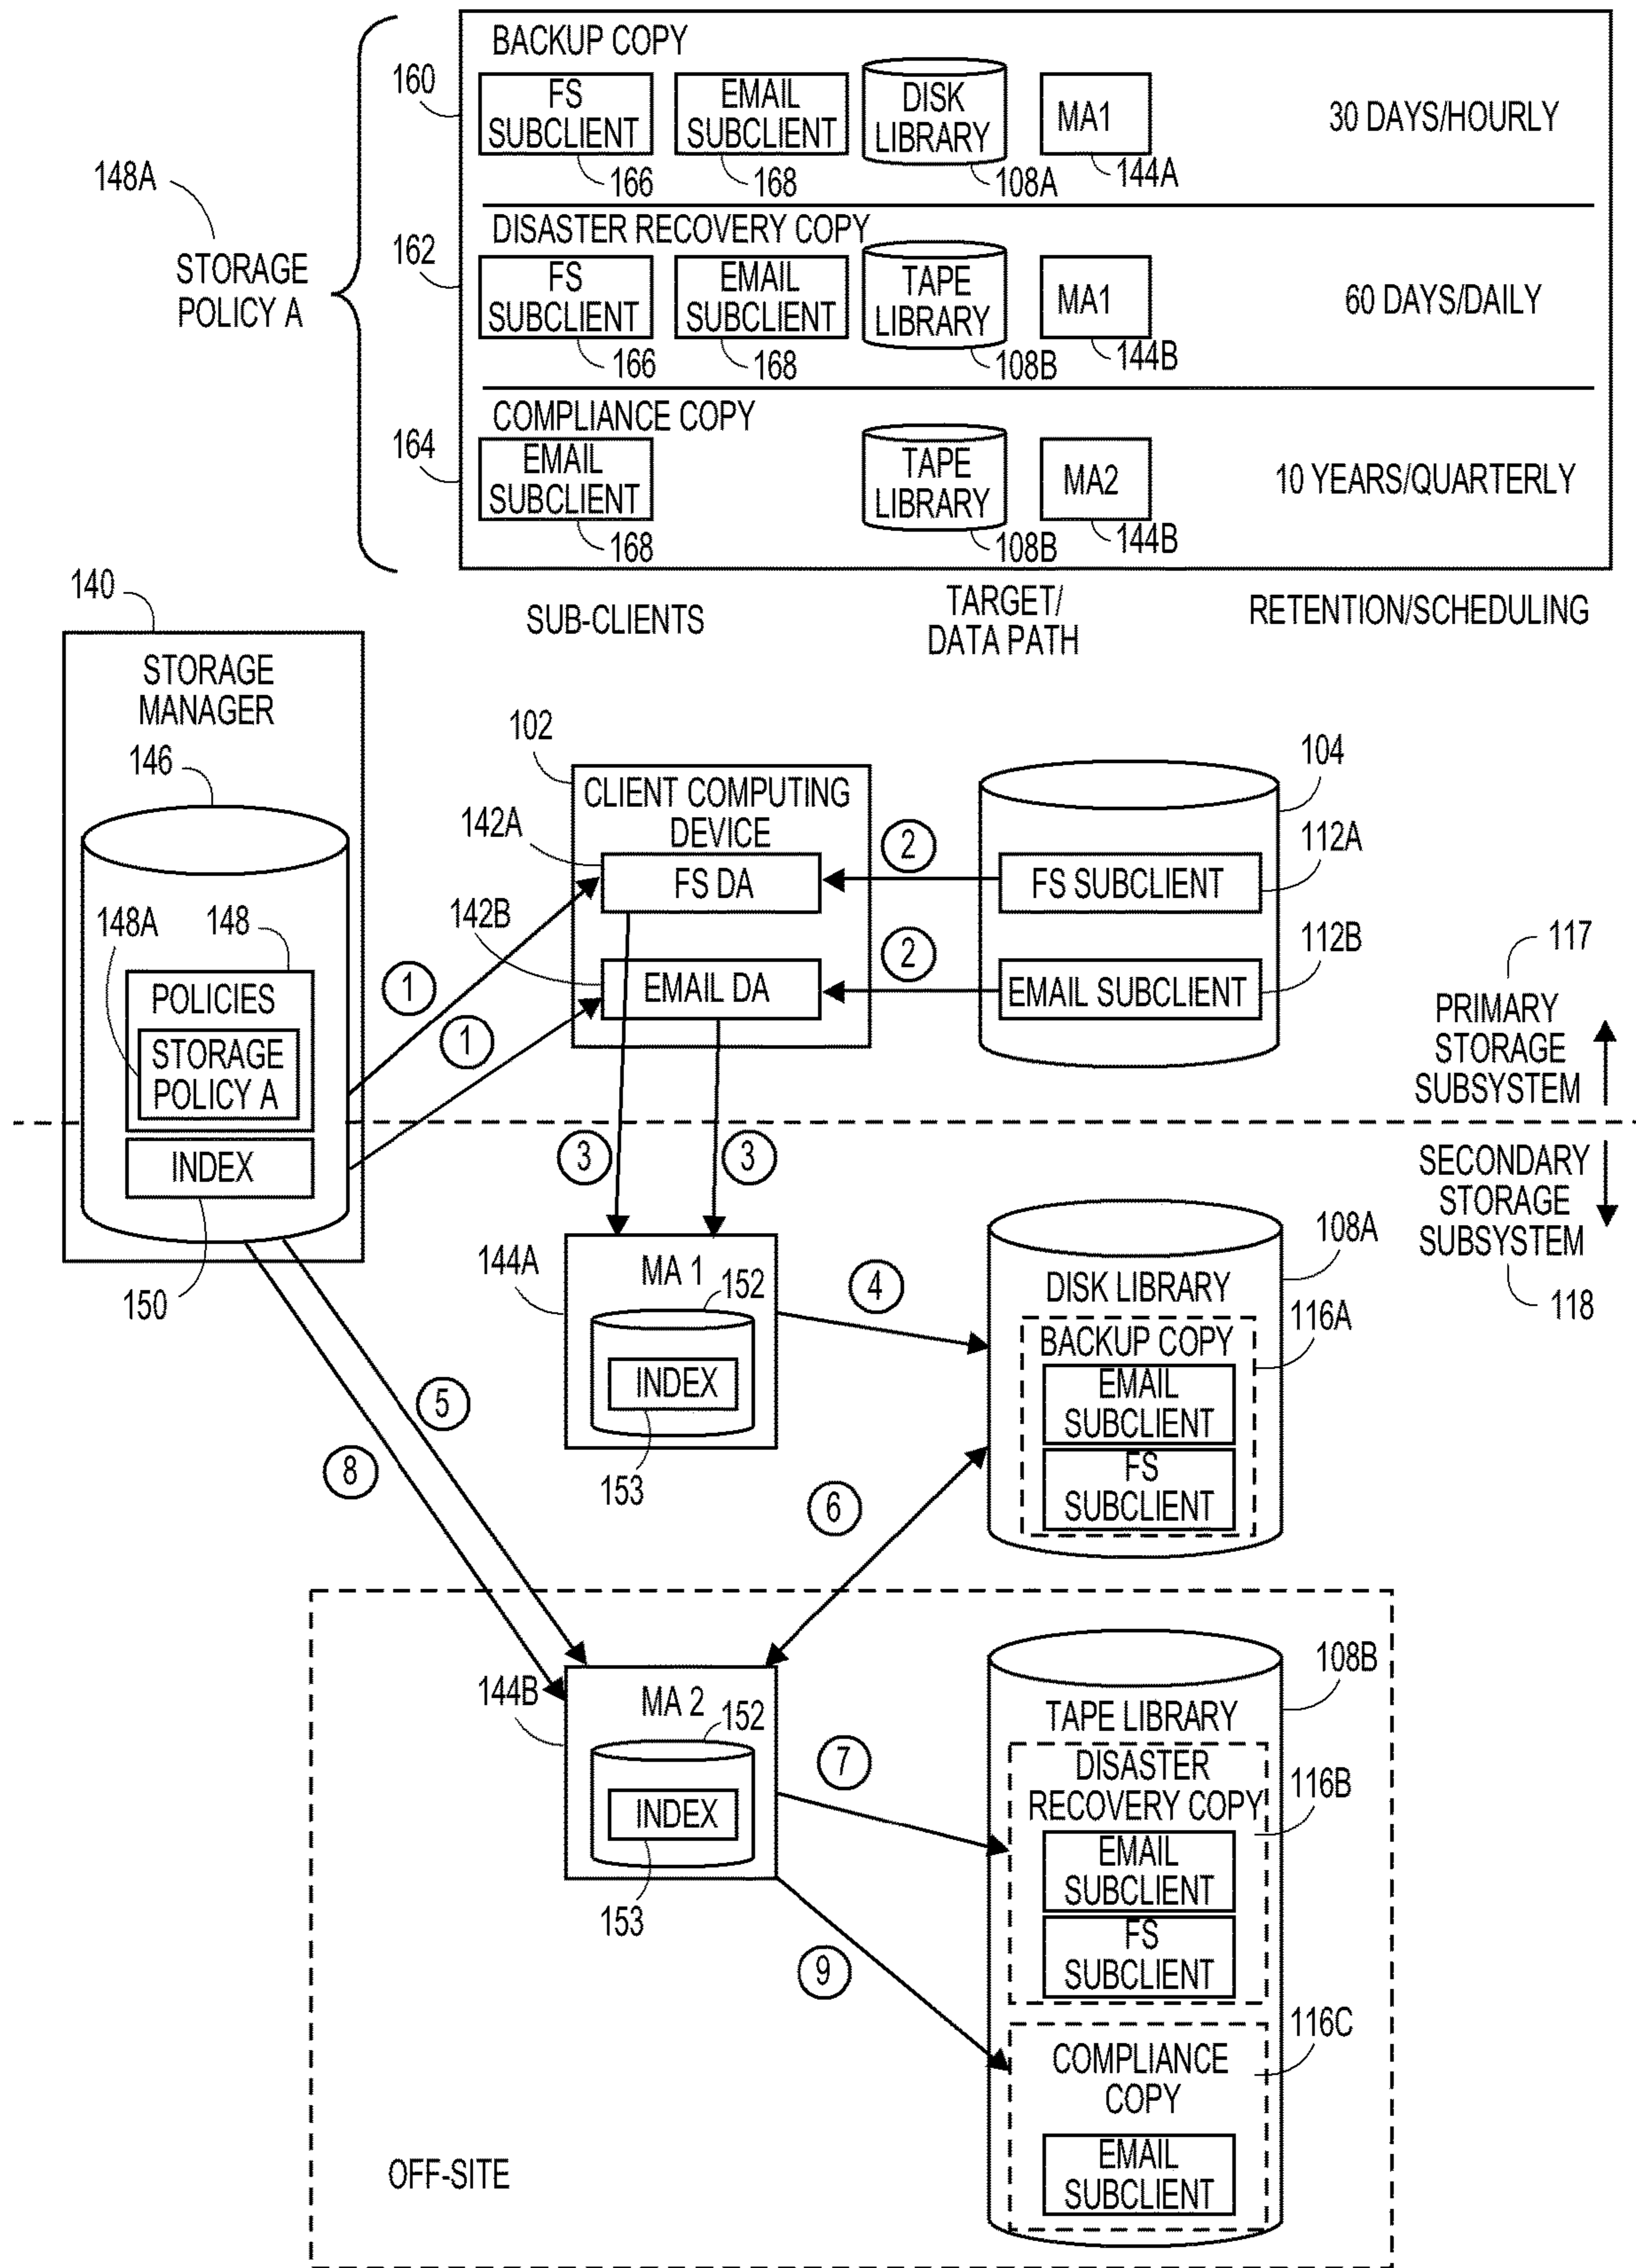 BACKUP COPY
160
FS
SUBCLIENT
166
EMAIL
SUBCLIENT
168
DISK
LIBRARY
108A
MA1
144A
30 DAYS/HOURLY
148A
STORAGE
POLICY A
DISASTER RECOVERY COPY
162
FS
SUBCLIENT
166
EMAIL
SUBCLIENT
168
TAPE
LIBRARY
108B
MA1
144B
60 DAYS/DAILY
COMPLIANCE COPY
164
EMAIL
SUBCLIENT
168
TAPE
LIBRARY
108B
MA2
144B
10 YEARS/QUARTERLY
SUB-CLIENTS
TARGET/
DATA PATH
RETENTION/SCHEDULING
140
STORAGE
MANAGER
146
148A
148
POLICIES
STORAGE
POLICY A
INDEX
150
102
CLIENT COMPUTING
DEVICE
142A
FS DA
142B
EMAIL DA
104
112A
FS SUBCLIENT
112B
EMAIL SUBCLIENT
1
1
2
2
117
PRIMARY
STORAGE
SUBSYSTEM
SECONDARY
STORAGE
SUBSYSTEM
118
3
3
144A
MA 1
152
INDEX
153
4
108A
DISK LIBRARY
116A
BACKUP COPY
EMAIL
SUBCLIENT
FS
SUBCLIENT
5
8
6
144B
MA 2
152
INDEX
153
7
9
108B
TAPE LIBRARY
DISASTER
RECOVERY COPY
116B
EMAIL
SUBCLIENT
FS
SUBCLIENT
116C
COMPLIANCE
COPY
EMAIL
SUBCLIENT
OFF-SITE